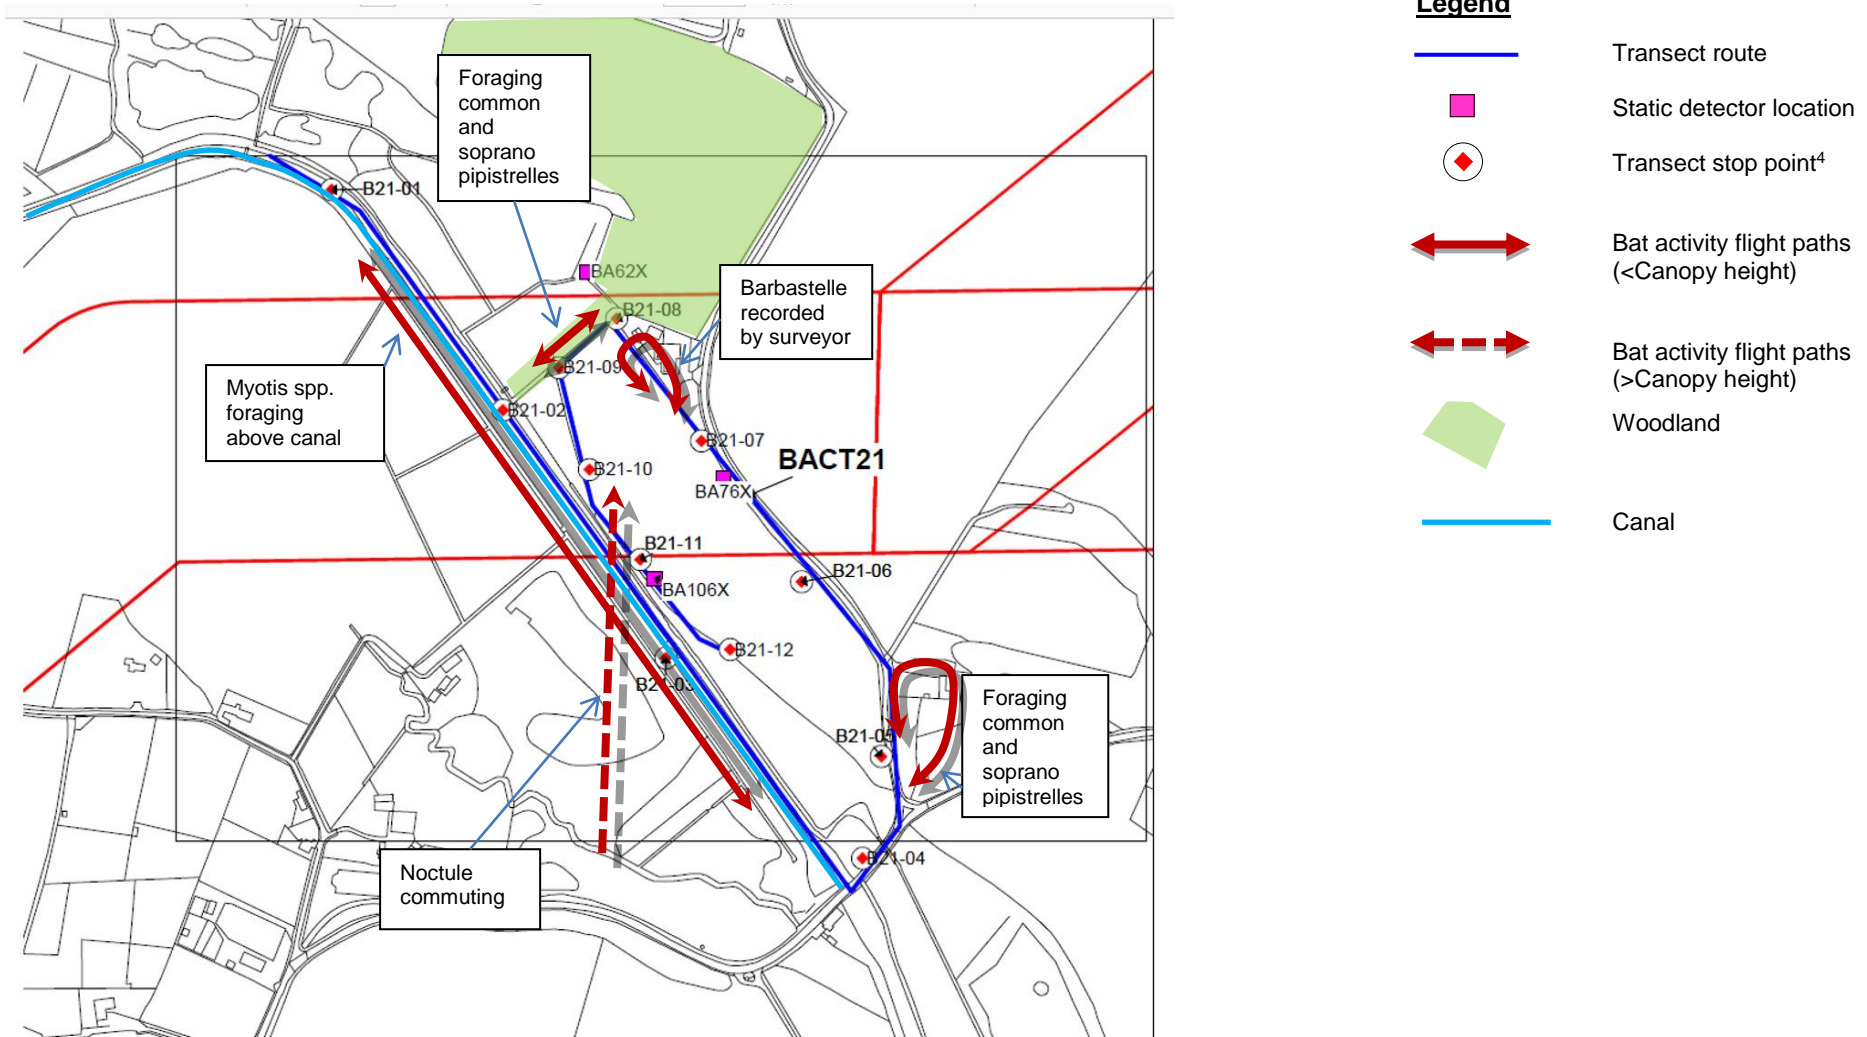 Legend
Transect route
Static detector location
Transect stop point⁴
Bat activity flight paths
(<Canopy height)
Bat activity flight paths
(>Canopy height)
Woodland
Canal
Foraging
common
and
soprano
pipistrelles
B21-01
BA62X
B21-08
Barbastelle
recorded
by surveyor
B21-09
Myotis spp.
foraging
above canal
B21-02
B21-07
BACT21
B21-10
BA76X
B21-11
B21-06
BA106X
B21-12
B21-03
Foraging
common
and
soprano
pipistrelles
B21-05
B21-04
Noctule
commuting